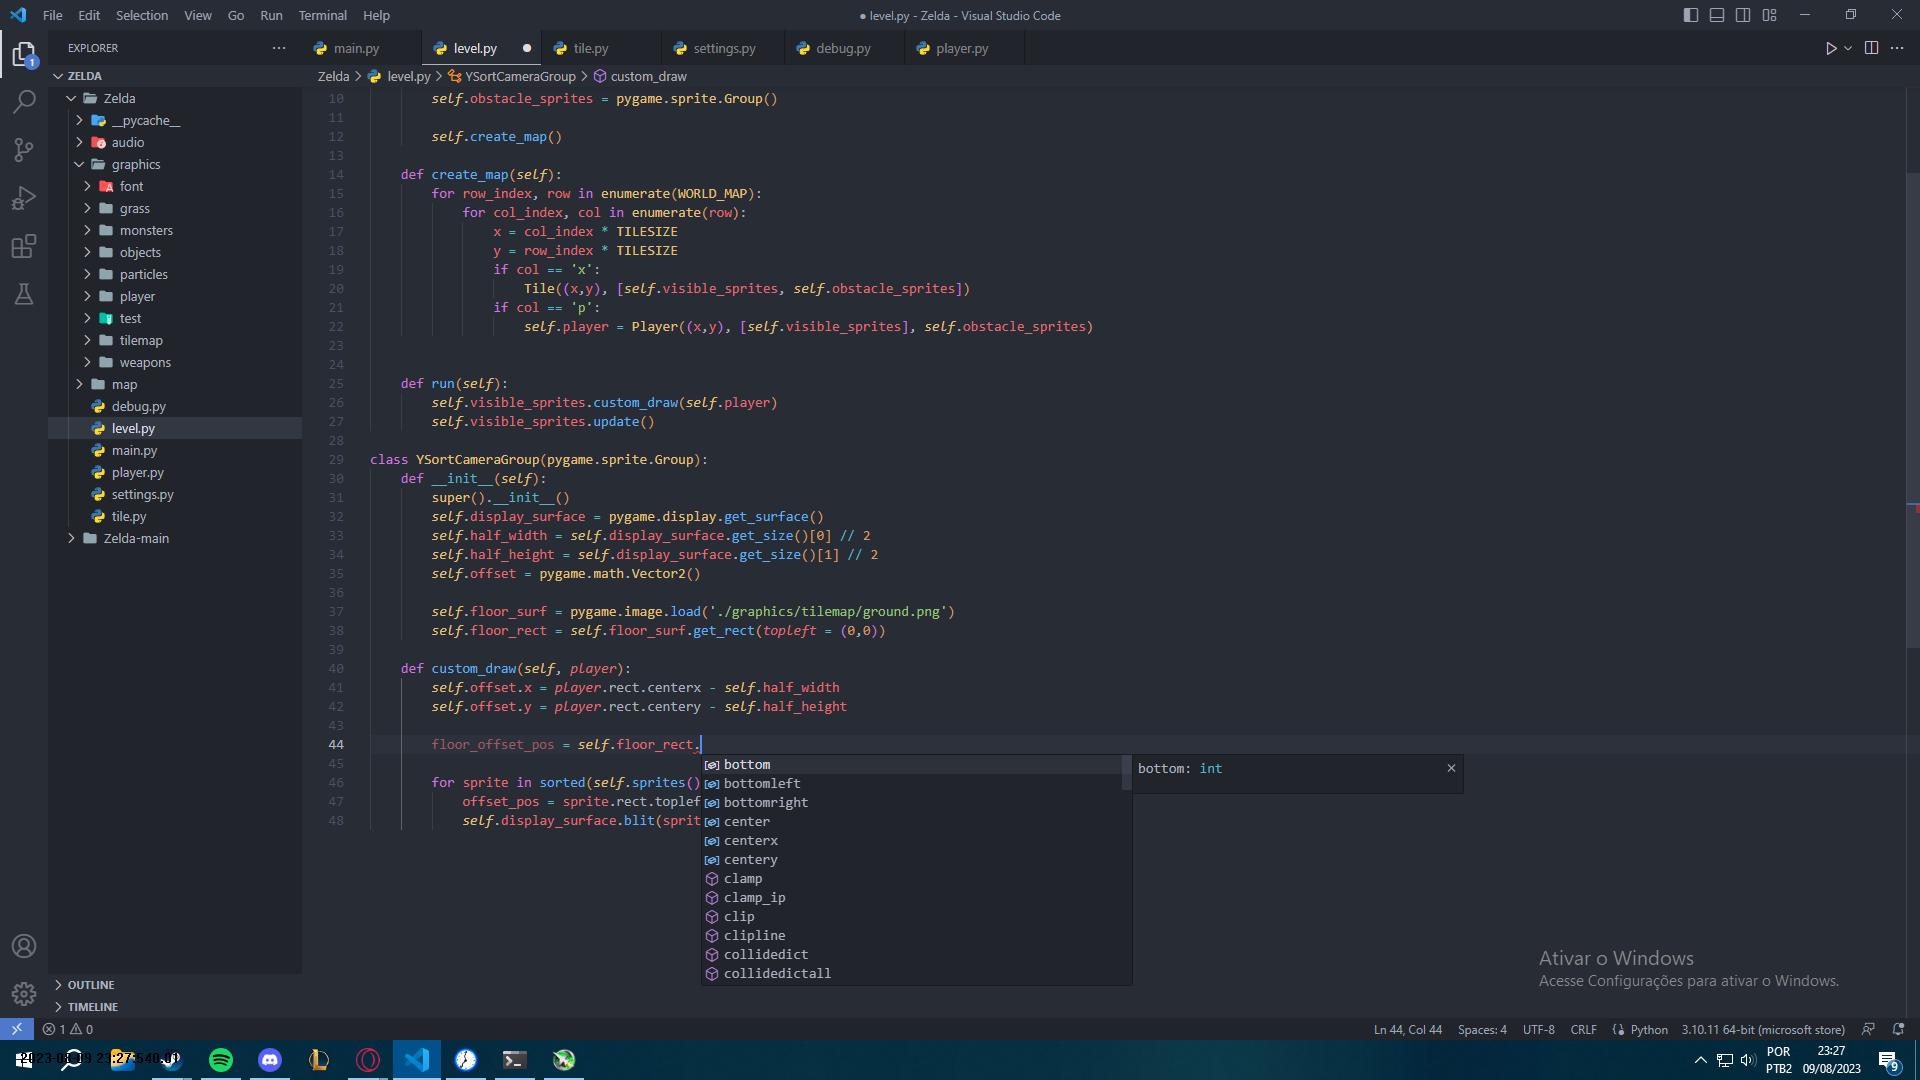 File Edit Selection View Go Run Terminal Help
● level.py - Zelda - Visual Studio Code
EXPLORER
main.py
level.py
tile.py
settings.py
debug.py
player.py
ZELDA
Zelda > level.py > YSortCameraGroup > custom_draw
Zelda
__pycache__
audio
graphics
font
grass
monsters
objects
particles
player
test
tilemap
weapons
map
debug.py
level.py
main.py
player.py
settings.py
tile.py
Zelda-main
OUTLINE
TIMELINE
10 self.obstacle_sprites = pygame.sprite.Group()
11
12 self.create_map()
13
14 def create_map(self):
15 for row_index, row in enumerate(WORLD_MAP):
16 for col_index, col in enumerate(row):
17 x = col_index * TILESIZE
18 y = row_index * TILESIZE
19 if col == 'x':
20 Tile((x,y), [self.visible_sprites, self.obstacle_sprites])
21 if col == 'p':
22 self.player = Player((x,y), [self.visible_sprites], self.obstacle_sprites)
23
24
25 def run(self):
26 self.visible_sprites.custom_draw(self.player)
27 self.visible_sprites.update()
28
29 class YSortCameraGroup(pygame.sprite.Group):
30 def __init__(self):
31 super().__init__()
32 self.display_surface = pygame.display.get_surface()
33 self.half_width = self.display_surface.get_size()[0] // 2
34 self.half_height = self.display_surface.get_size()[1] // 2
35 self.offset = pygame.math.Vector2()
36
37 self.floor_surf = pygame.image.load('./graphics/tilemap/ground.png')
38 self.floor_rect = self.floor_surf.get_rect(topleft = (0,0))
39
40 def custom_draw(self, player):
41 self.offset.x = player.rect.centerx - self.half_width
42 self.offset.y = player.rect.centery - self.half_height
43
44 floor_offset_pos = self.floor_rect.
45
46 for sprite in sorted(self.sprites()
47 offset_pos = sprite.rect.toplef
48 self.display_surface.blit(sprit
bottom
bottomleft
bottomright
center
centerx
centery
clamp
clamp_ip
clip
clipline
collidedict
collidedictall
bottom: int
Ativar o Windows
Acesse Configurações para ativar o Windows.
1
1 0
Ln 44, Col 44 Spaces: 4 UTF-8 CRLF Python 3.10.11 64-bit (microsoft store)
POR
PTB2
23:27
09/08/2023
9